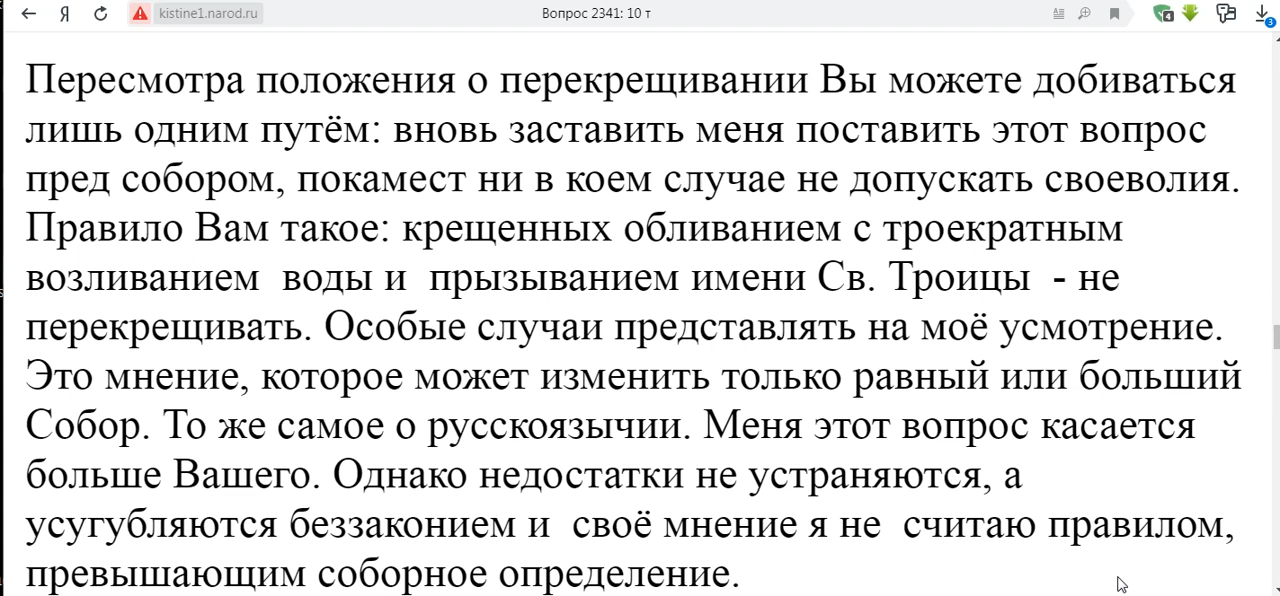 Я kistine1.narod.ru Вопрос 2341: 10 т 4 3
Пересмотра положения о перекрещивании Вы можете добиваться
лишь одним путём: вновь заставить меня поставить этот вопрос
пред собором, покамест ни в коем случае не допускать своеволия.
Правило Вам такое: крещенных обливанием с троекратным
возливанием воды и прызыванием имени Св. Троицы - не
перекрещивать. Особые случаи представлять на моё усмотрение.
Это мнение, которое может изменить только равный или больший
Собор. То же самое о русскоязычии. Меня этот вопрос касается
больше Вашего. Однако недостатки не устраняются, а
усугубляются беззаконием и своё мнение я не считаю правилом,
превышающим соборное определение.